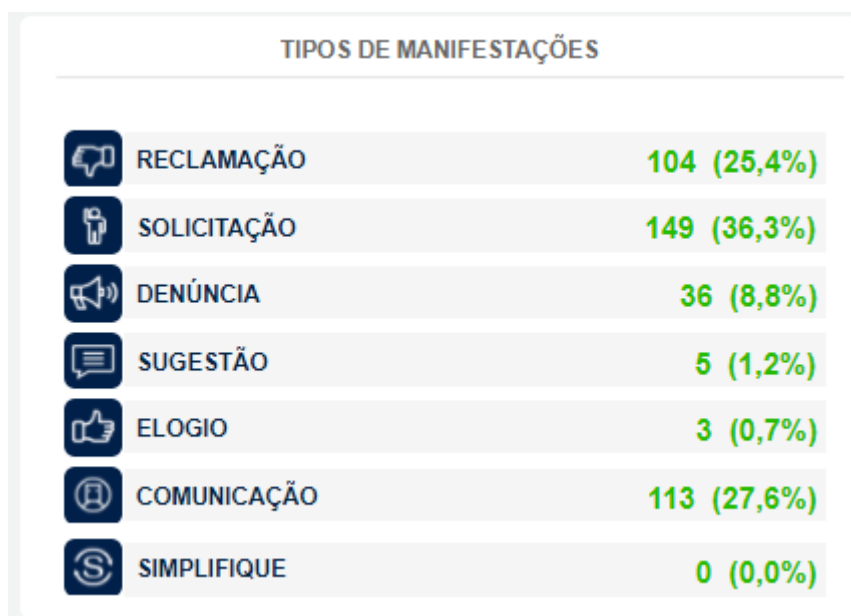 TIPOS DE MANIFESTAÇÕES
RECLAMAÇÃO 104 (25,4%)
SOLICITAÇÃO 149 (36,3%)
DENÚNCIA 36 (8,8%)
SUGESTÃO 5 (1,2%)
ELOGIO 3 (0,7%)
COMUNICAÇÃO 113 (27,6%)
SIMPLIFIQUE 0 (0,0%)